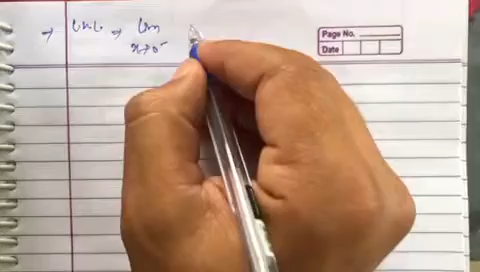 → LHL → lim
x→0⁻
Page No.
Date